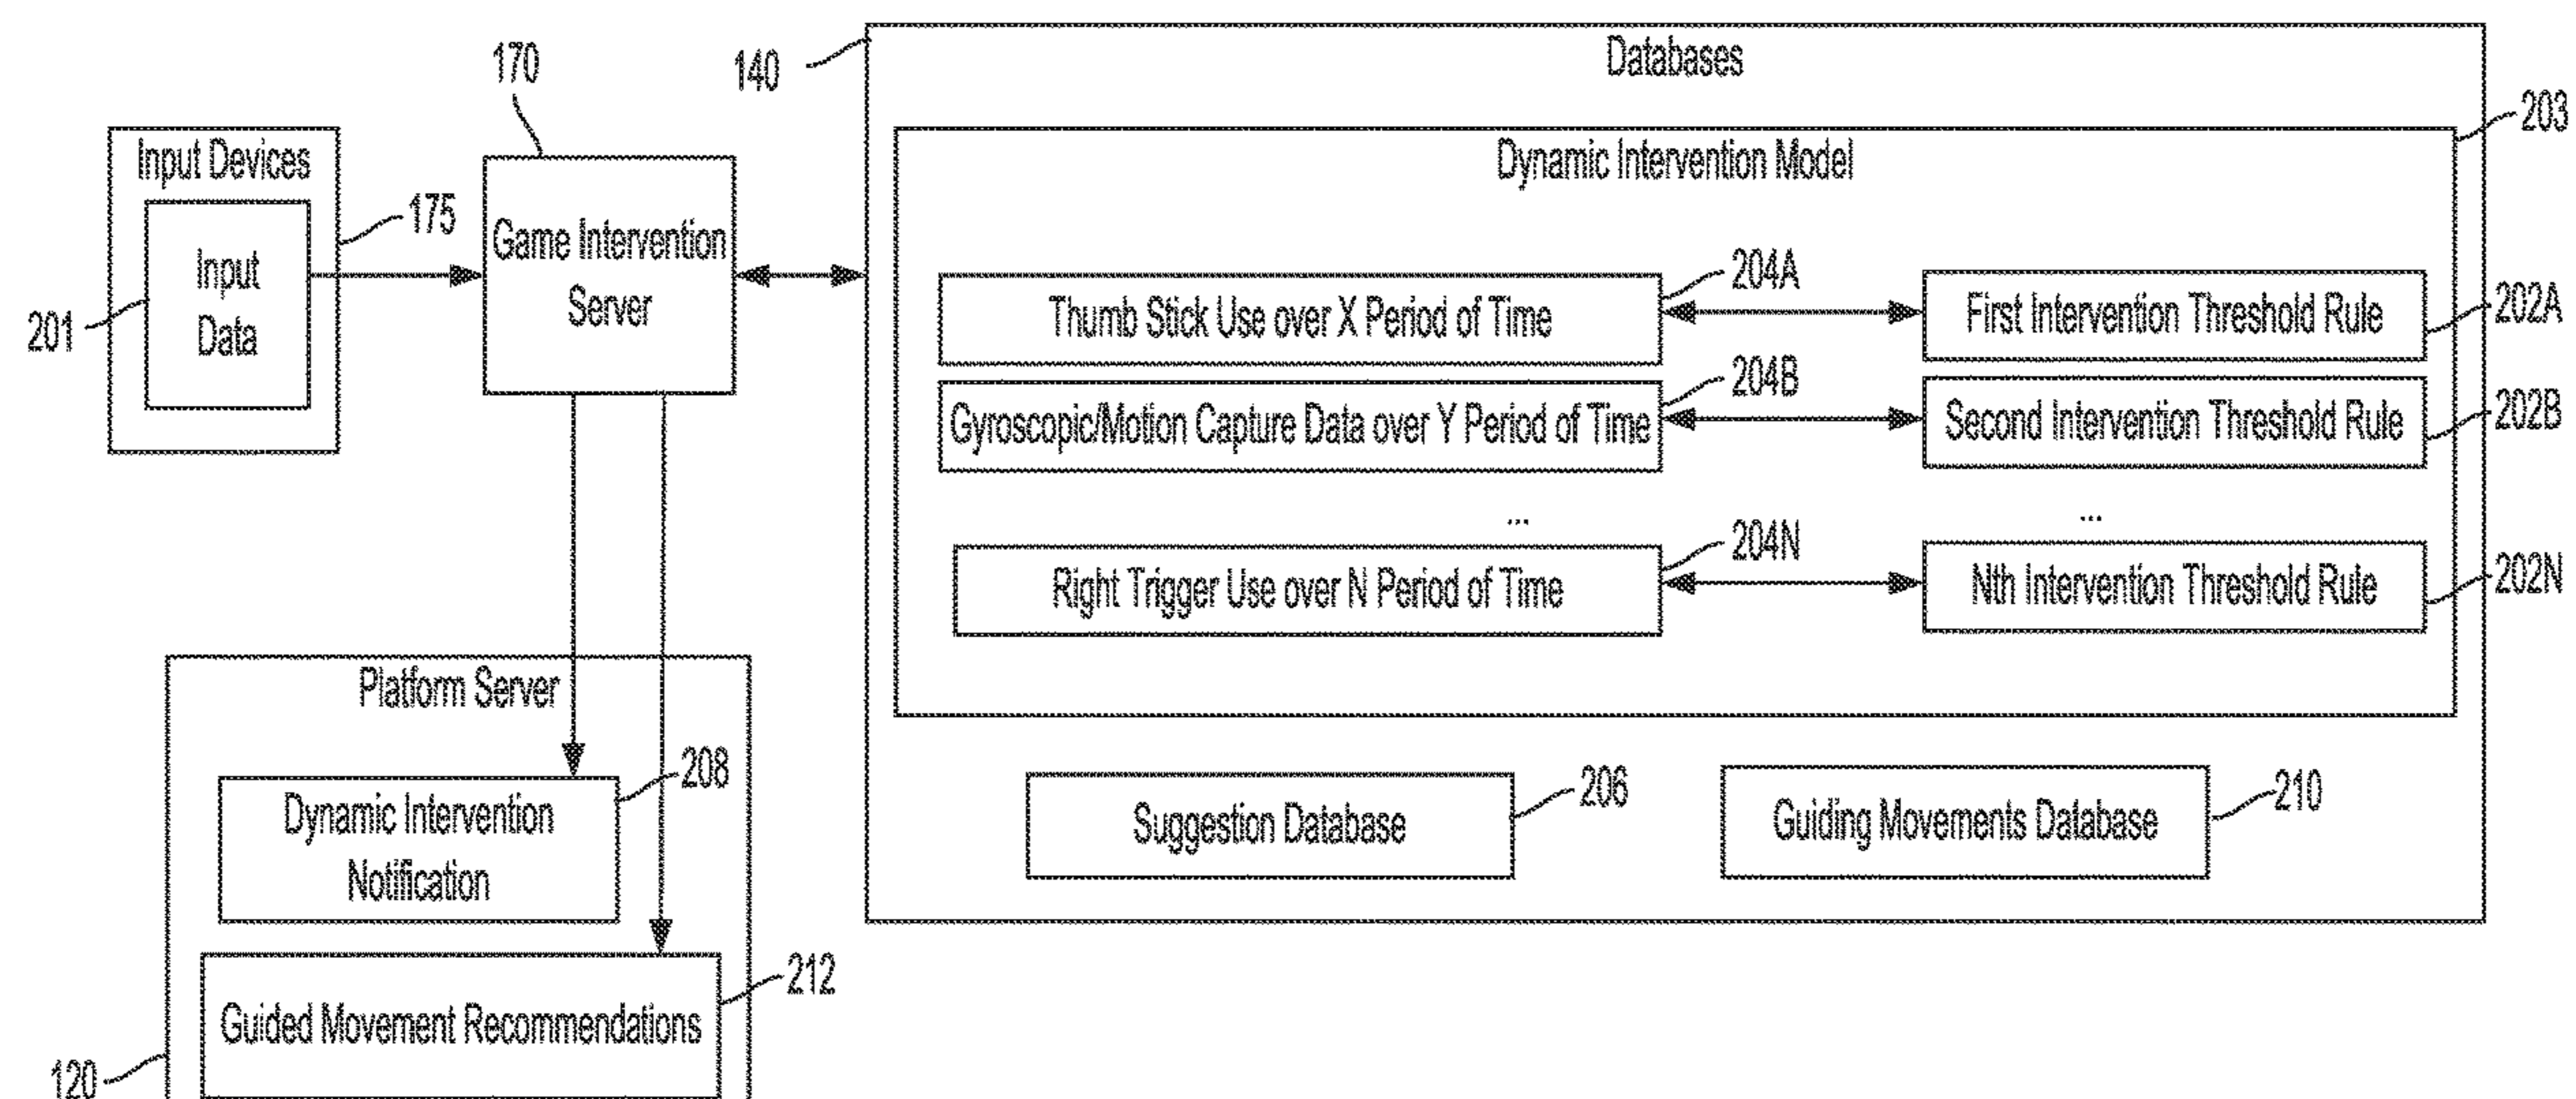 170
140
Databases
203
Input Devices
Dynamic Intervention Model
175
Game Intervention
Server
Input
Data
201
204A
Thumb Stick Use over X Period of Time
First Intervention Threshold Rule
202A
204B
Gyroscopic/Motion Capture Data over Y Period of Time
Second Intervention Threshold Rule
202B
...
...
204N
Right Trigger Use over N Period of Time
Nth Intervention Threshold Rule
202N
Platform Server
208
Dynamic Intervention
Notification
206
Suggestion Database
210
Guiding Movements Database
212
Guided Movement Recommendations
120